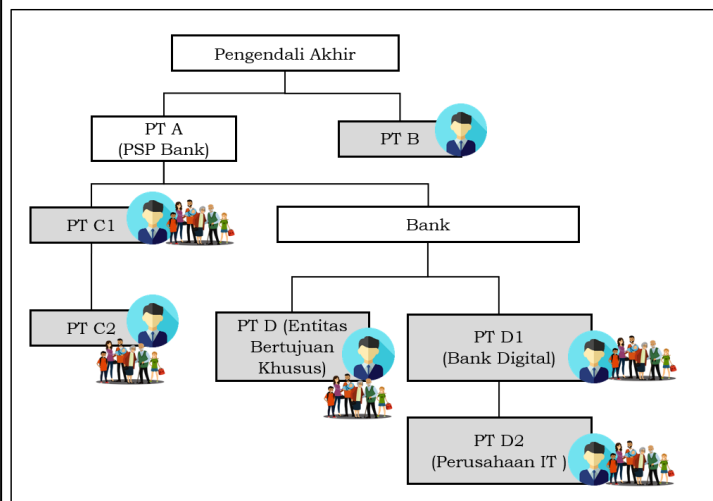 Pengendali Akhir
PT A
(PSP Bank)
PT B
PT C1
Bank
PT C2
PT D (Entitas
Bertujuan
Khusus)
PT D1
(Bank Digital)
PT D2
(Perusahaan IT )